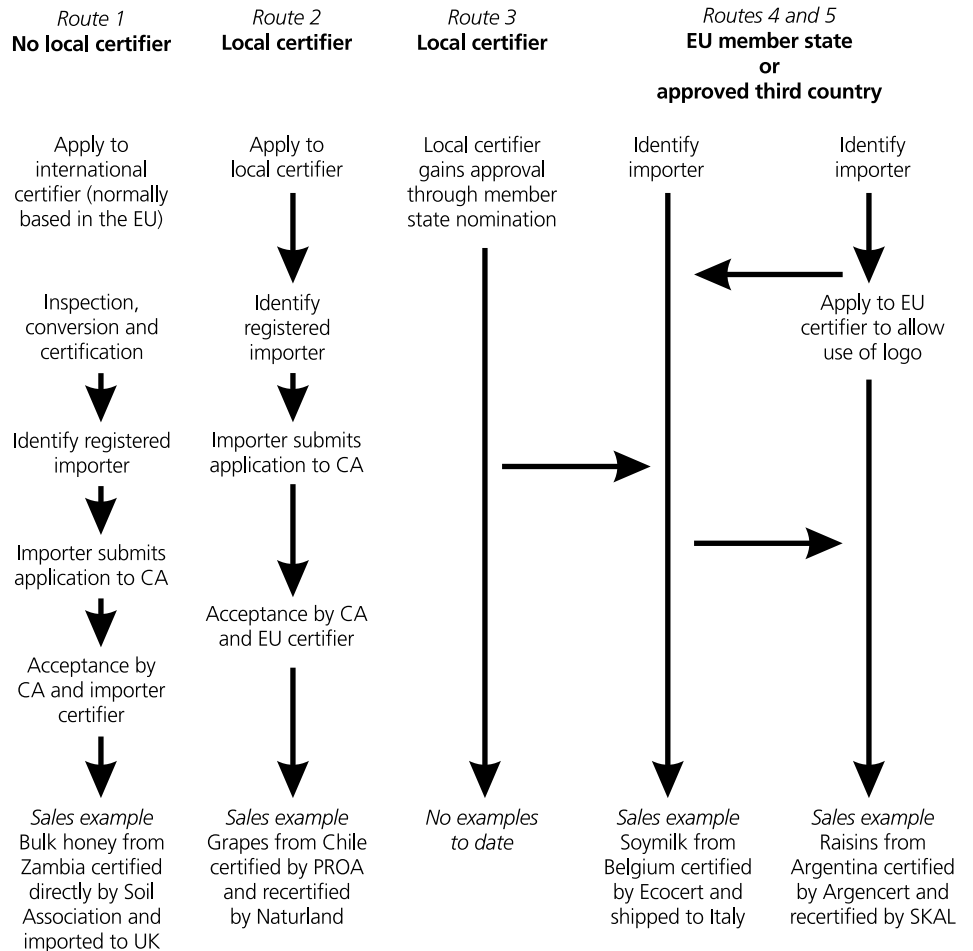 Route 1
No local certifier
Route 2
Local certifier
Route 3
Local certifier
Routes 4 and 5
EU member state
or
approved third country
Apply to
international
certifier (normally
based in the EU)
Inspection,
conversion and
certification
Identify registered
importer
Importer submits
application to CA
Acceptance by
CA and importer
certifier
Sales example
Bulk honey from
Zambia certified
directly by Soil
Association and
imported to UK
Apply to
local certifier
Identify
registered
importer
Importer submits
application to CA
Acceptance by CA
and EU certifier
Sales example
Grapes from Chile
certified by PROA
and recertified
by Naturland
Local certifier
gains approval
through member
state nomination
No examples
to date
Identify
importer
Sales example
Soymilk from
Belgium certified
by Ecocert and
shipped to Italy
Identify
importer
Apply to EU
certifier to allow
use of logo
Sales example
Raisins from
Argentina certified
by Argencert and
recertified by SKAL